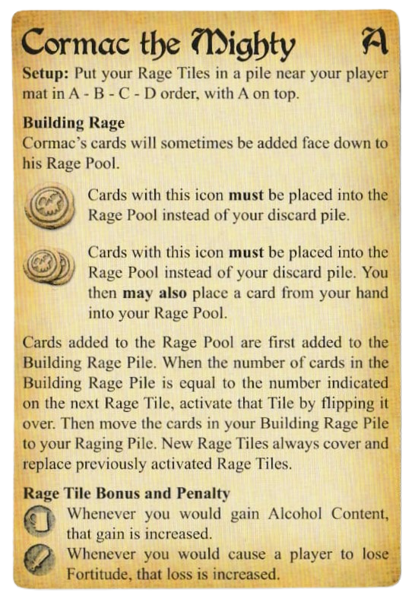 Cormac the Mighty A
Setup: Put your Rage Tiles in a pile near your player
mat in A - B - C - D order, with A on top.
Building Rage
Cormac's cards will sometimes be added face down to
his Rage Pool.
Cards with this icon must be placed into the
Rage Pool instead of your discard pile.
Cards with this icon must be placed into the
Rage Pool instead of your discard pile. You
then may also place a card from your hand
into your Rage Pool.
Cards added to the Rage Pool are first added to the
Building Rage Pile. When the number of cards in the
Building Rage Pile is equal to the number indicated
on the next Rage Tile, activate that Tile by flipping it
over. Then move the cards in your Building Rage Pile
to your Raging Pile. New Rage Tiles always cover and
replace previously activated Rage Tiles.
Rage Tile Bonus and Penalty
Whenever you would gain Alcohol Content,
that gain is increased.
Whenever you would cause a player to lose
Fortitude, that loss is increased.